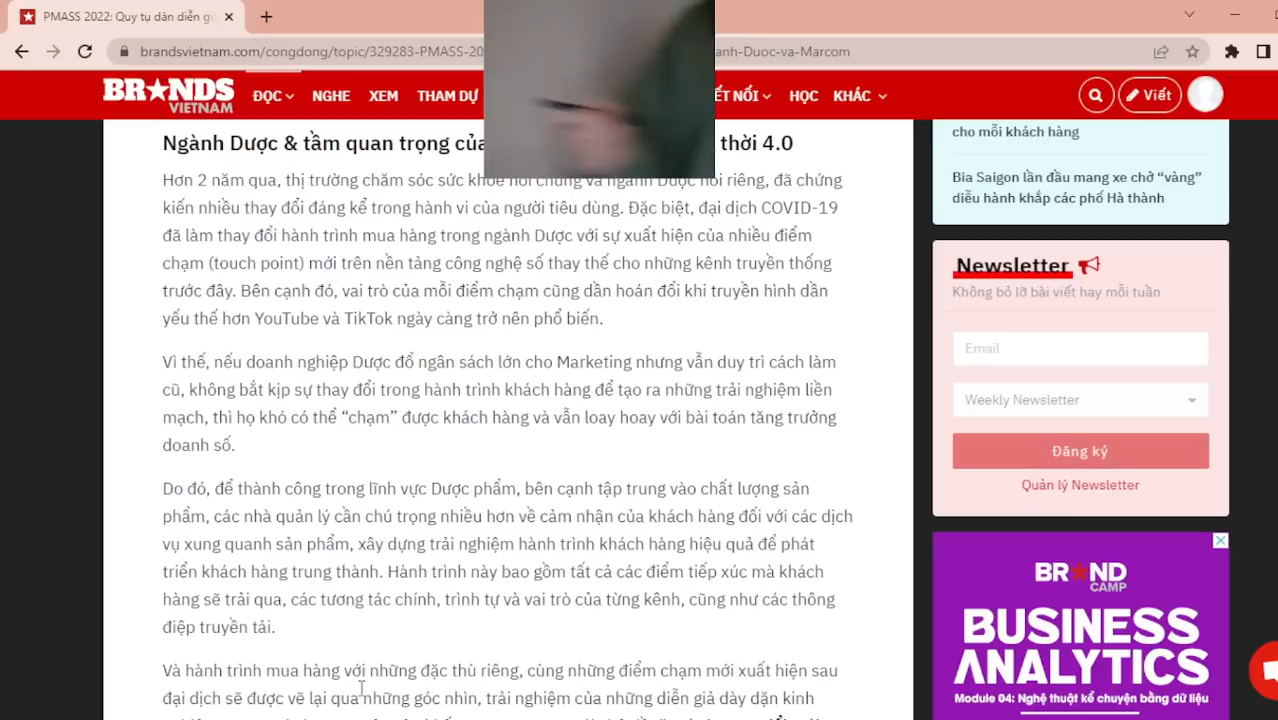 PMASS 2022: Quy tụ dàn diễn gi
brandsvietnam.com/congdong/topic/329283-PMASS-20
anh-Duoc-va-Marcom
BR★NDS
VIETNAM
ĐỌC
NGHE
XEM
THAM DỰ
ẾT NỐI
HỌC
KHÁC
Viết
Ngành Dược & tầm quan trọng củ
thời 4.0
Hơn 2 năm qua, thị trường chăm sóc sức khỏe nói chung và ngành Dược nói riêng, đã chứng
kiến nhiều thay đổi đáng kể trong hành vi của người tiêu dùng. Đặc biệt, đại dịch COVID-19
đã làm thay đổi hành trình mua hàng trong ngành Dược với sự xuất hiện của nhiều điểm
chạm (touch point) mới trên nền tảng công nghệ số thay thế cho những kênh truyền thống
trước đây. Bên cạnh đó, vai trò của mỗi điểm chạm cũng dần hoán đổi khi truyền hình dần
yếu thế hơn YouTube và TikTok ngày càng trở nên phổ biến.
Vì thế, nếu doanh nghiệp Dược đổ ngân sách lớn cho Marketing nhưng vẫn duy trì cách làm
cũ, không bắt kịp sự thay đổi trong hành trình khách hàng để tạo ra những trải nghiệm liền
mạch, thì họ khó có thể “chạm” được khách hàng và vẫn loay hoay với bài toán tăng trưởng
doanh số.
Do đó, để thành công trong lĩnh vực Dược phẩm, bên cạnh tập trung vào chất lượng sản
phẩm, các nhà quản lý cần chú trọng nhiều hơn về cảm nhận của khách hàng đối với các dịch
vụ xung quanh sản phẩm, xây dựng trải nghiệm hành trình khách hàng hiệu quả để phát
triển khách hàng trung thành. Hành trình này bao gồm tất cả các điểm tiếp xúc mà khách
hàng sẽ trải qua, các tương tác chính, trình tự và vai trò của từng kênh, cũng như các thông
điệp truyền tải.
Và hành trình mua hàng với những đặc thù riêng, cùng những điểm chạm mới xuất hiện sau
đại dịch sẽ được vẽ lại qua những góc nhìn, trải nghiệm của những diễn giả dày dặn kinh
cho mỗi khách hàng
Bia Saigon lần đầu mang xe chở “vàng”
diễu hành khắp các phố Hà thành
Newsletter
Không bỏ lỡ bài viết hay mỗi tuần
Email
Weekly Newsletter
Đăng ký
Quản lý Newsletter
BRAND
CAMP
BUSINESS
ANALYTICS
Module 04: Nghệ thuật kể chuyện bằng dữ liệu